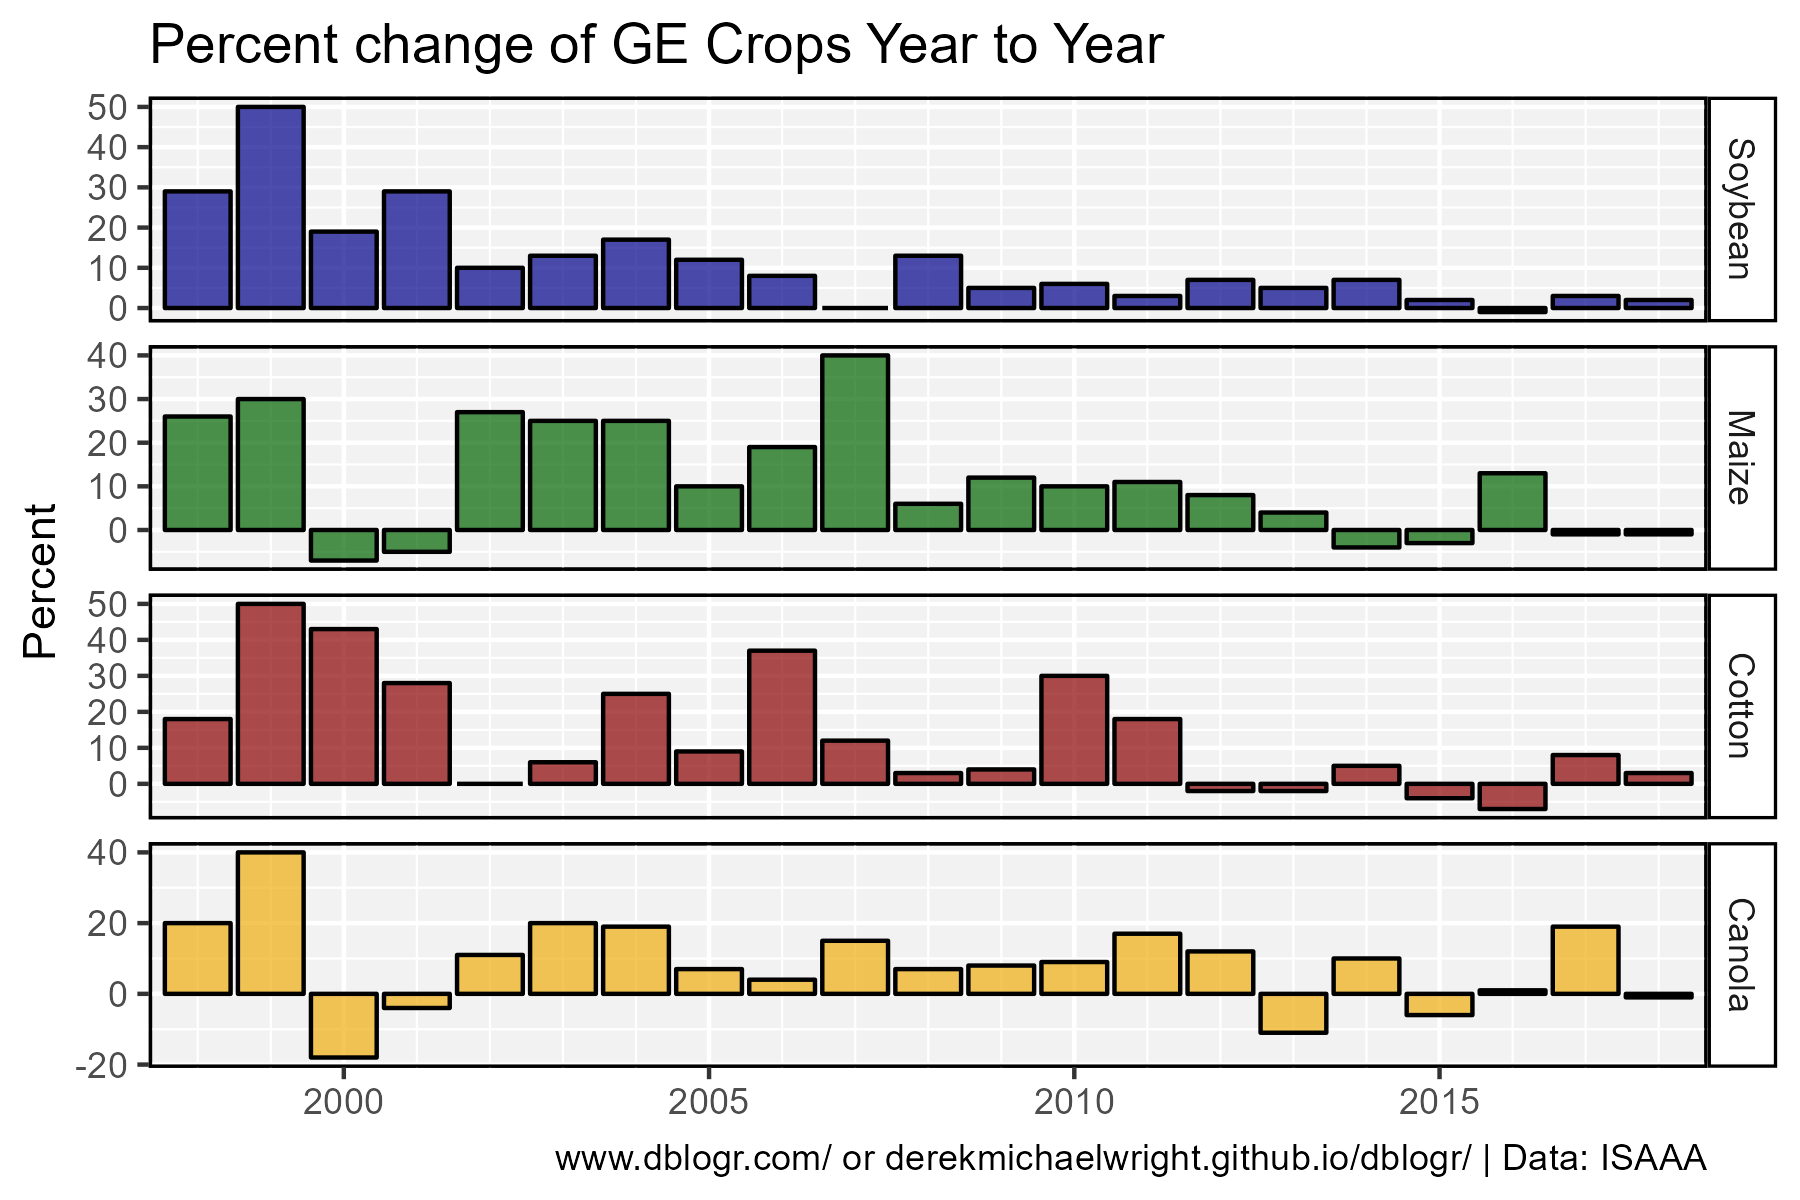 Percent change of GE Crops Year to Year
Percent
50
40
30
20
10
0
Soybean
40
30
20
10
0
Maize
50
40
30
20
10
0
Cotton
40
20
0
-20
Canola
2000 2005 2010 2015
www.dblogr.com/ or derekmichaelwright.github.io/dblogr/ | Data: ISAAA